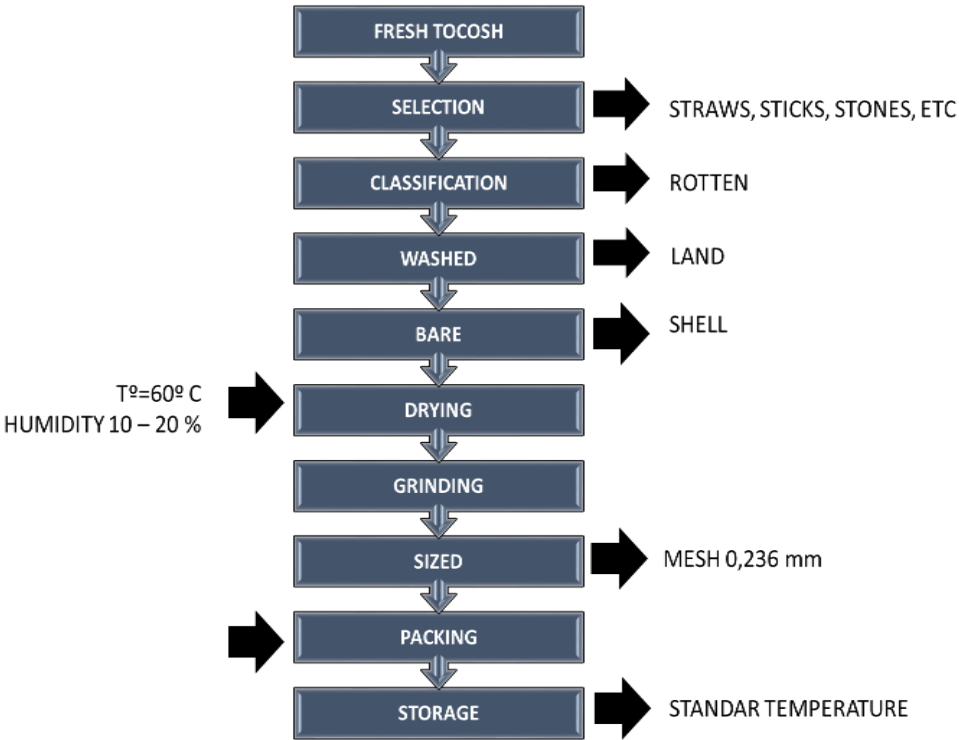 FRESH TOCOSH
SELECTION
STRAWS, STICKS, STONES, ETC
CLASSIFICATION
ROTTEN
WASHED
LAND
BARE
SHELL
Tº=60º C
HUMIDITY 10 – 20 %
DRYING
GRINDING
SIZED
MESH 0,236 mm
PACKING
STORAGE
STANDAR TEMPERATURE